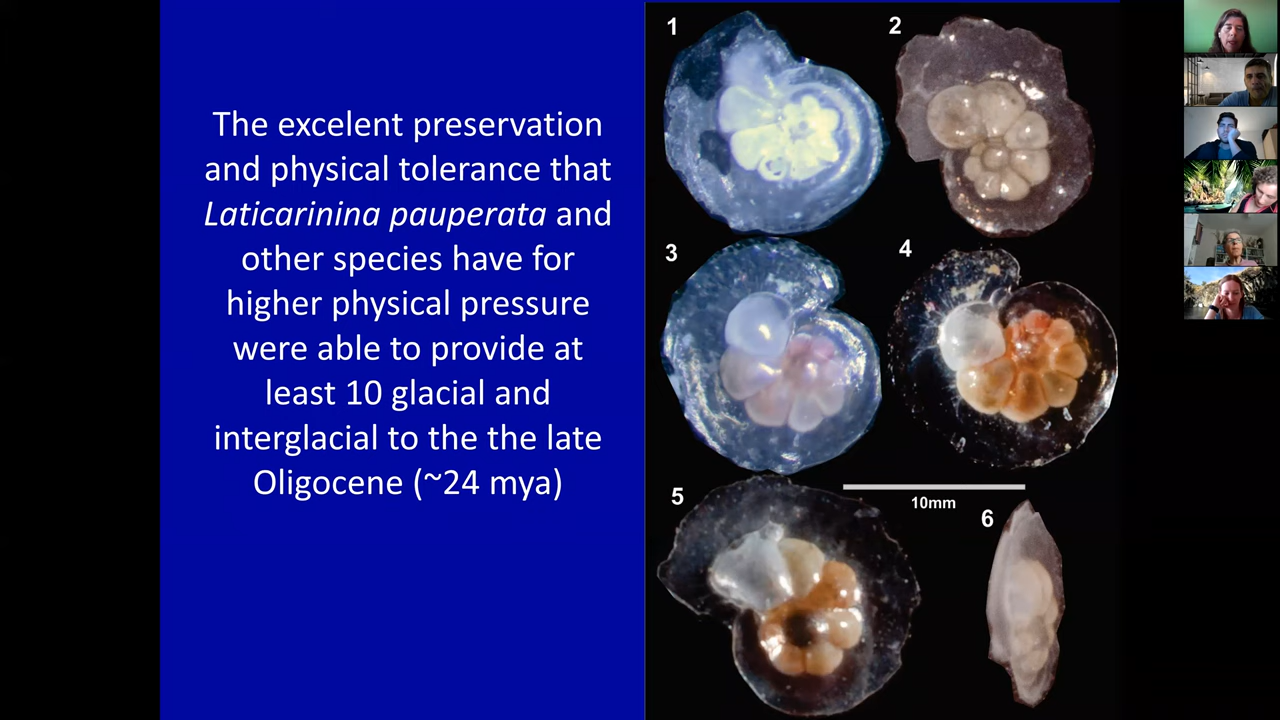 The excelent preservation
and physical tolerance that
Laticarinina pauperata and
other species have for
higher physical pressure
were able to provide at
least 10 glacial and
interglacial to the the late
Oligocene (~24 mya)
1
2
3
4
10mm
5
6